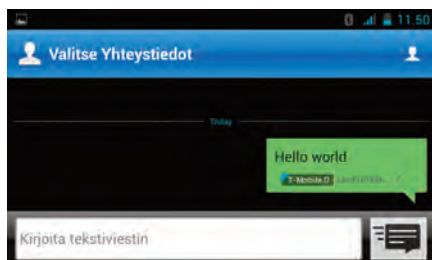 11.50
Valitse Yhteystiedot
Today
Hello world
T-Mobile D
Kirjoita tekstiviestin